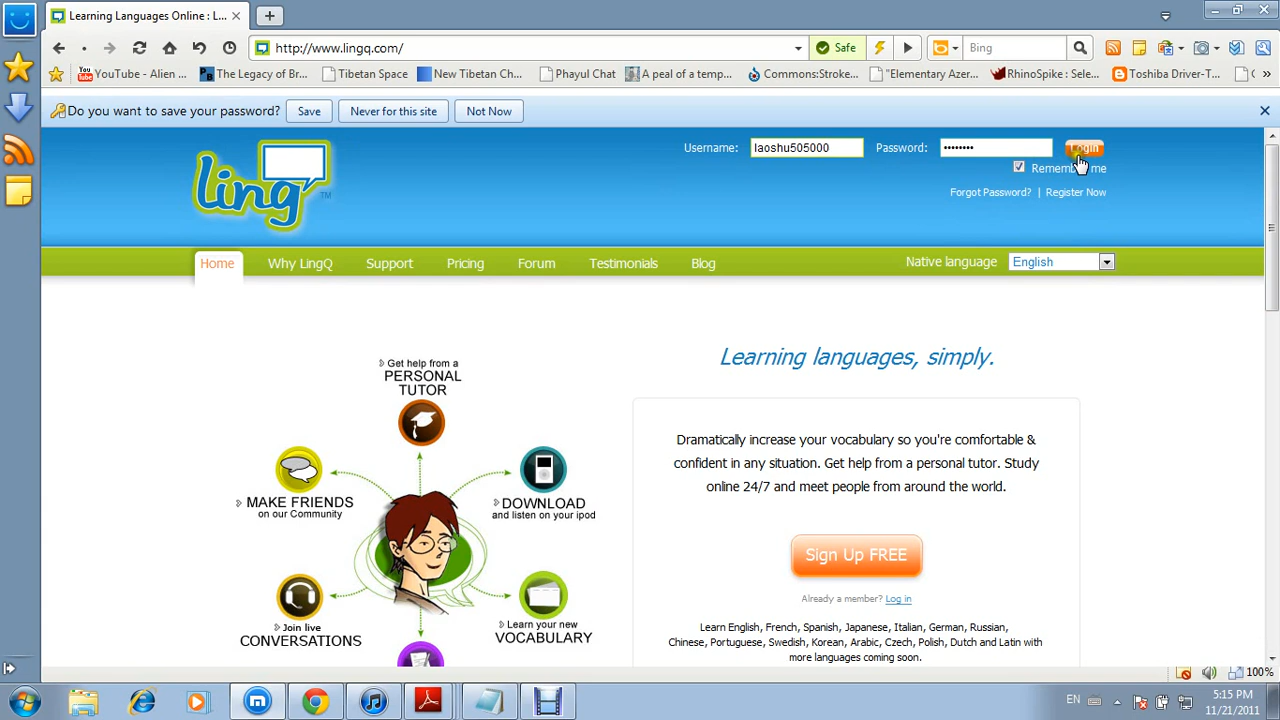 Learning Languages Online : L...
http://www.lingq.com/
Safe
Bing
YouTube - Alien ...
The Legacy of Br...
Tibetan Space
New Tibetan Ch...
Phayul Chat
A peal of a temp...
Commons:Stroke...
"Elementary Azer...
RhinoSpike : Sele...
Toshiba Driver-T...
Do you want to save your password?
Save
Never for this site
Not Now
Username:
laoshu505000
Password:
••••••••
Login
Remember me
Forgot Password? | Register Now
ling
TM
Home
Why LingQ
Support
Pricing
Forum
Testimonials
Blog
Native language
English
Learning languages, simply.
Get help from a
PERSONAL
TUTOR
MAKE FRIENDS
on our Community
DOWNLOAD
and listen on your ipod
Join live
CONVERSATIONS
Learn your new
VOCABULARY
Dramatically increase your vocabulary so you're comfortable &
confident in any situation. Get help from a personal tutor. Study
online 24/7 and meet people from around the world.
Sign Up FREE
Already a member? Log in
Learn English, French, Spanish, Japanese, Italian, German, Russian,
Chinese, Portuguese, Swedish, Korean, Arabic, Czech, Polish, Dutch and Latin with
more languages coming soon.
100%
EN
5:15 PM
11/21/2011